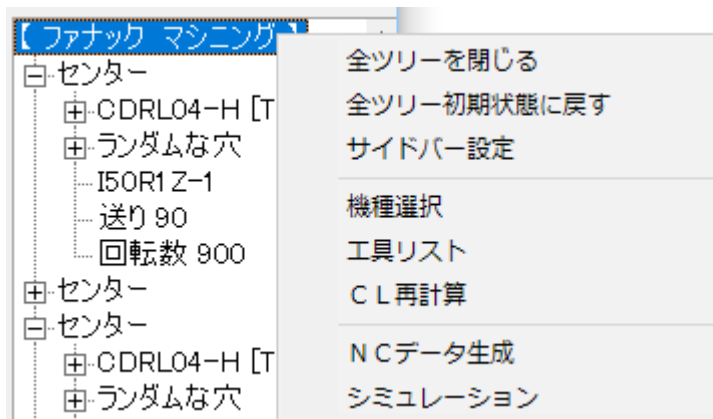 【 ファナック マシニング 】
センター
CDRL04-H [T
ランダムな穴
I50R1 Z-1
送り 90
回転数 900
センター
センター
CDRL04-H [T
ランダムな穴
全ツリーを閉じる
全ツリー初期状態に戻す
サイドバー設定
機種選択
工具リスト
ＣＬ再計算
ＮＣデータ生成
シミュレーション